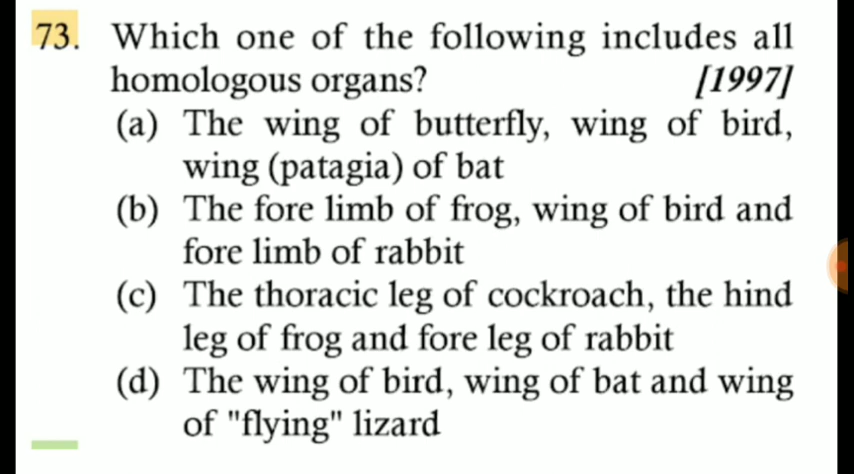 73. Which one of the following includes all
homologous organs? [1997]
(a) The wing of butterfly, wing of bird,
wing (patagia) of bat
(b) The fore limb of frog, wing of bird and
fore limb of rabbit
(c) The thoracic leg of cockroach, the hind
leg of frog and fore leg of rabbit
(d) The wing of bird, wing of bat and wing
of "flying" lizard